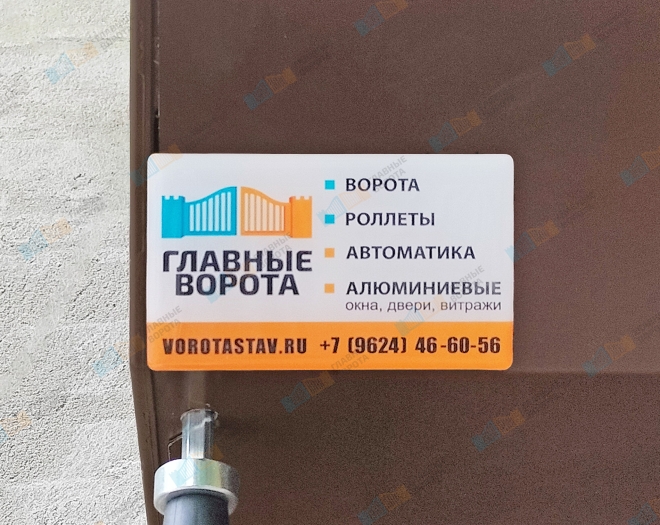 ГЛАВНЫЕ
ВОРОТА
ВОРОТА
РОЛЛЕТЫ
АВТОМАТИКА
АЛЮМИНИЕВЫЕ
окна, двери, витражи
VOROTASTAV.RU +7 (9624) 46-60-56